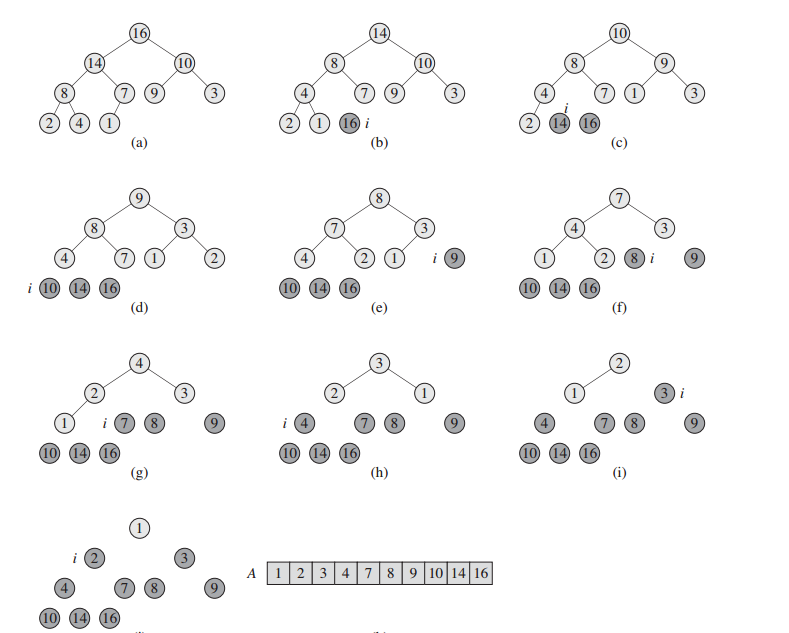 16 14 10
14 10 8 10 8 9
8 7 9 3 4 7 9 3 4 7 1 3
i
2 4 1 2 1 16 i 2 14 16
(a) (b) (c)
9 8 7
8 3 7 3 4 3
4 7 1 2 4 2 1 i 9 1 2 8 i 9
i 10 14 16 10 14 16 10 14 16
(d) (e) (f)
4 3 2
2 3 2 1 1 3 i
1 i 7 8 9 i 4 7 8 9 4 7 8 9
10 14 16 10 14 16 10 14 16
(g) (h) (i)
1
i 2 3
A 1 2 3 4 7 8 9 10 14 16
4 7 8 9
10 14 16